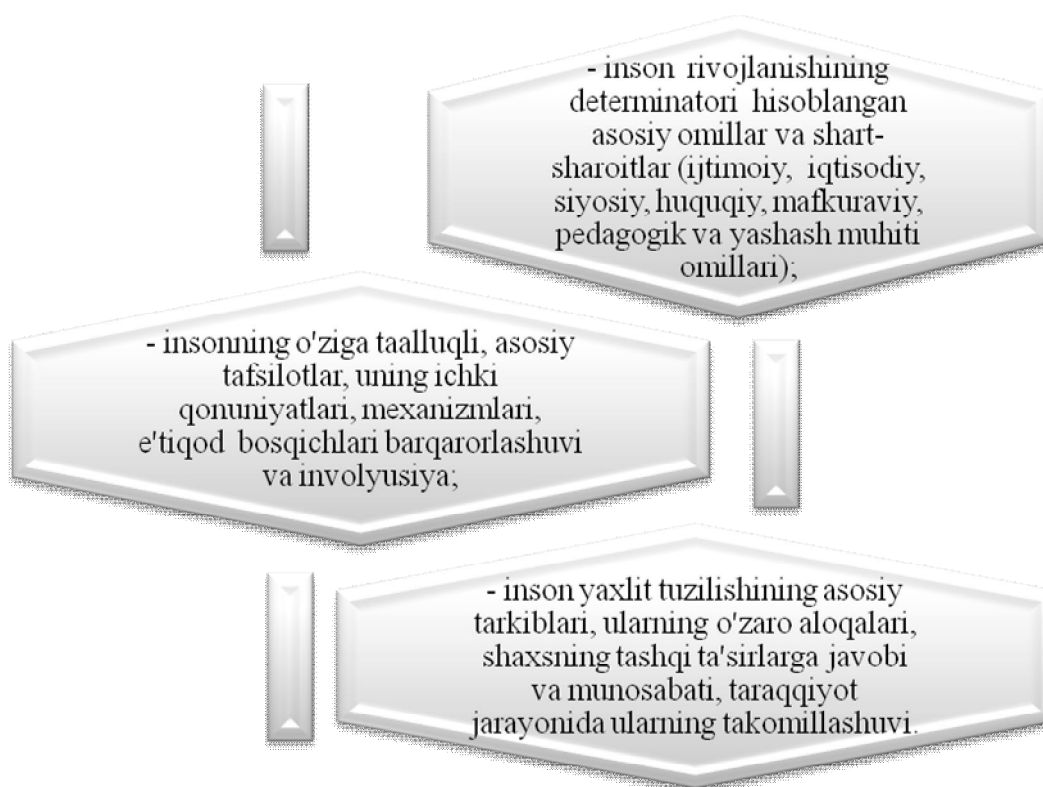 - inson rivojlanishining
determinatori hisoblangan
asosiy omillar va shart-
sharoitlar (ijtimoiy, iqtisodiy,
siyosiy, huquqiy, mafkuraviy,
pedagogik va yashash muhiti
omillari);
- insonning o'ziga taalluqli, asosiy
tafsilotlar, uning ichki
qonuniyatlari, mexanizmlari,
e'tiqod bosqichlari barqarorlashuvi
va involyusiya;
- inson yaxlit tuzilishining asosiy
tarkiblari, ularning o'zaro aloqalari,
shaxsning tashqi ta'sirlarga javobi
va munosabati, taraqqiyot
jarayonida ularning takomillashuvi.